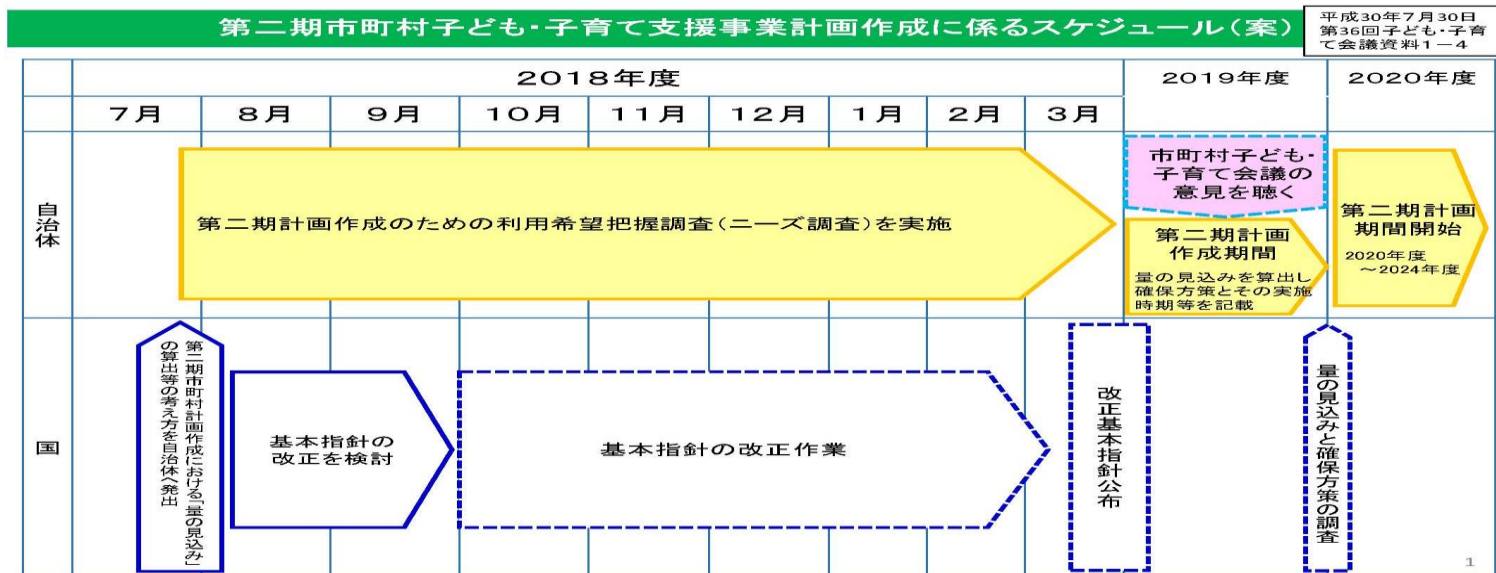 第二期市町村子ども・子育て支援事業計画作成に係るスケジュール（案）
平成30年7月30日
第36回子ども・子育
て会議資料1－4
2018年度
2019年度
2020年度
7月
8月
9月
10月
11月
12月
1月
2月
3月
自治体
第二期計画作成のための利用希望把握調査（ニーズ調査）を実施
市町村子ども・
子育て会議の
意見を聴く
第二期計画
作成期間
量の見込みを算出し
確保方策とその実施
時期等を記載
第二期計画
期間開始
2020年度
～2024年度
国
第二期市町村計画作成における「量の見込み」
の算出等の考え方を自治体へ発出
基本指針の
改正を検討
基本指針の改正作業
改正基本指針公布
量の見込みと確保方策の調査
1